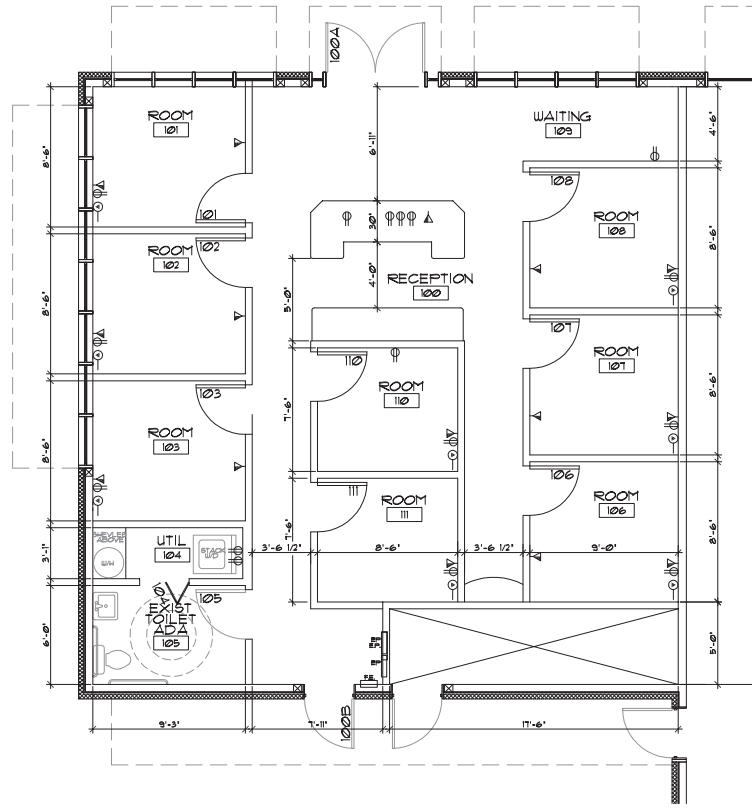 100A
ROOM
101
WAITING
109
8'-6"
6'-11"
4'-6"
101
108
102
30"
ROOM
102
ROOM
108
8'-6"
RECEPTION
100
4'-0"
5'-0"
8'-6"
107
110
ROOM
107
103
ROOM
110
7'-6"
8'-6"
ROOM
103
8'-6"
106
111
ROOM
111
ROOM
106
7'-6"
8'-6"
SHELVES
ABOVE
UTIL
104
STACK
W/D
W/H
3'-1"
3'-6 1/2"
8'-6"
3'-6 1/2"
9'-0"
104
105
EXIST
TOILET
ADA
105
6'-0"
E.P.
E.P.
E.P.
F.E.
5'-0"
9'-3"
7'-11"
100B
17'-6"